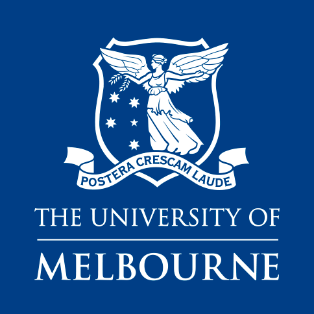 POSTERA CRESCAM LAUDE
THE UNIVERSITY OF
MELBOURNE